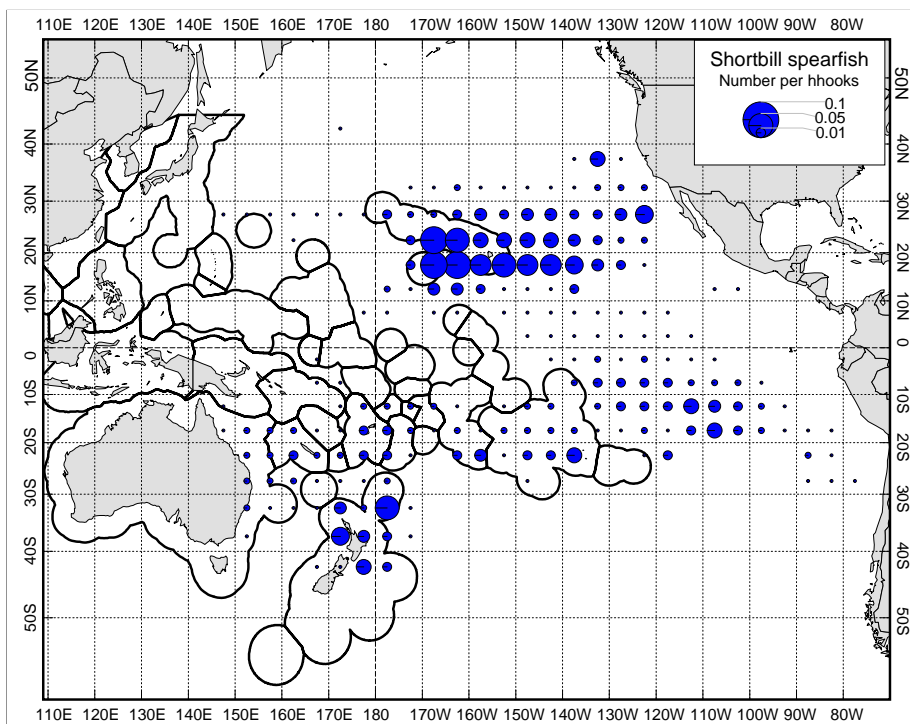 110E 120E 130E 140E 150E 160E 170E 180 170W 160W 150W 140W 130W 120W 110W 100W 90W 80W
Shortbill spearfish
Number per hhooks
0.1
0.05
0.01
50N 50N
40N 40N
30N 30N
20N 20N
10N 10N
0 0
10S 10S
20S 20S
30S 30S
40S 40S
50S 50S
110E 120E 130E 140E 150E 160E 170E 180 170W 160W 150W 140W 130W 120W 110W 100W 90W 80W